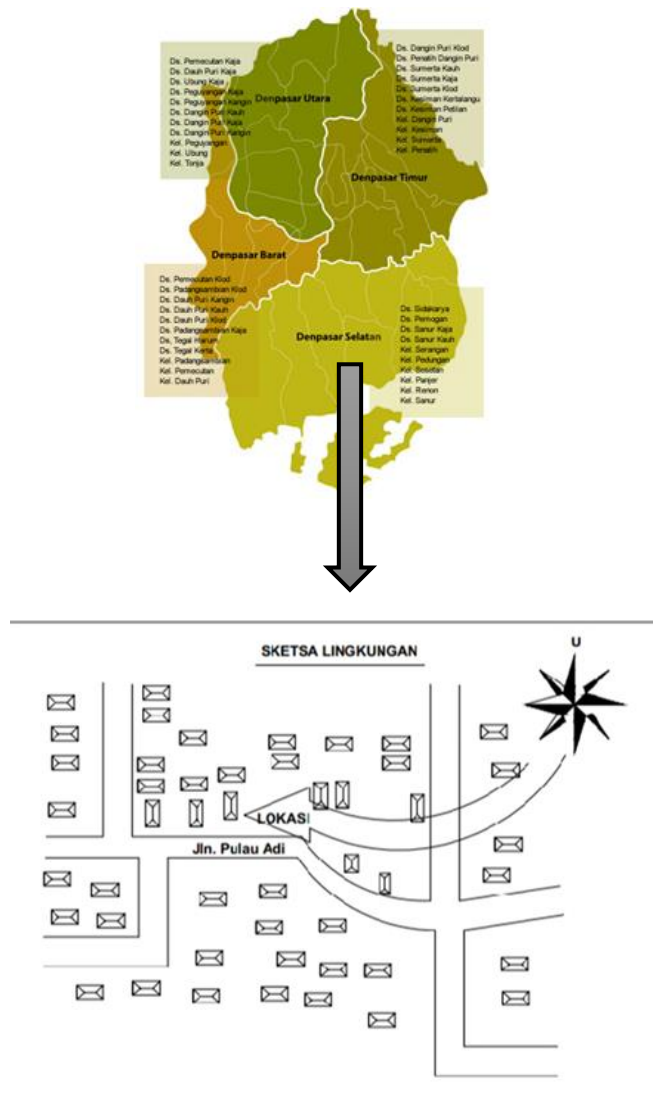 Ds. Pemecutan Kaja
Ds. Dauh Puri Kaja
Ds. Ubung Kaja
Ds. Peguyangan Kaja
Ds. Peguyangan Kangin
Ds. Dangin Puri Kauh
Ds. Dangin Puri Kaja
Ds. Dangin Puri Kangin
Kel. Peguyangan
Kel. Ubung
Kel. Tonja
Denpasar Utara
Ds. Dangin Puri Klod
Ds. Penatih Dangin Puri
Ds. Sumerta Kauh
Ds. Sumerta Kaja
Ds. Sumerta Klod
Ds. Kesiman Kertalangu
Ds. Kesiman Petilan
Kel. Dangin Puri
Kel. Kesiman
Kel. Sumerta
Kel. Penatih
Denpasar Timur
Denpasar Barat
Ds. Pemecutan Klod
Ds. Padangsambian Klod
Ds. Dauh Puri Kangin
Ds. Dauh Puri Kauh
Ds. Dauh Puri Klod
Ds. Padangsambian Kaja
Ds. Tegal Harum
Ds. Tegal Kerta
Kel. Padangsambian
Kel. Pemecutan
Kel. Dauh Puri
Denpasar Selatan
Ds. Sidakarya
Ds. Pemogan
Ds. Sanur Kaja
Ds. Sanur Kauh
Kel. Serangan
Kel. Pedungan
Kel. Sesetan
Kel. Panjer
Kel. Renon
Kel. Sanur
SKETSA LINGKUNGAN
U
LOKASI
Jln. Pulau Adi